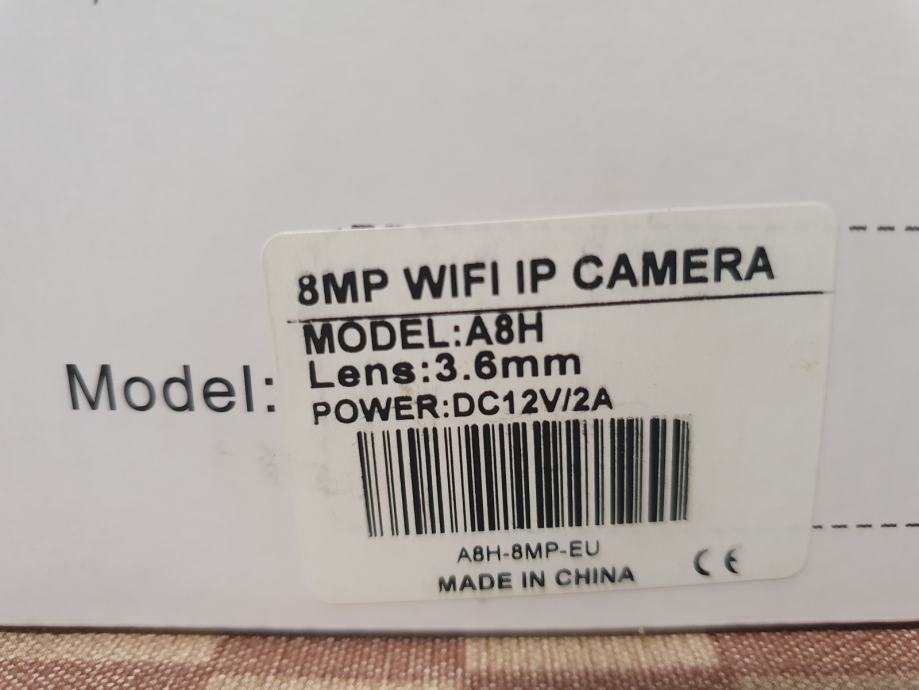 8MP WIFI IP CAMERA
MODEL:A8H
Model:
Lens:3.6mm
POWER:DC12V/2A
A8H-8MP-EU
MADE IN CHINA
CE